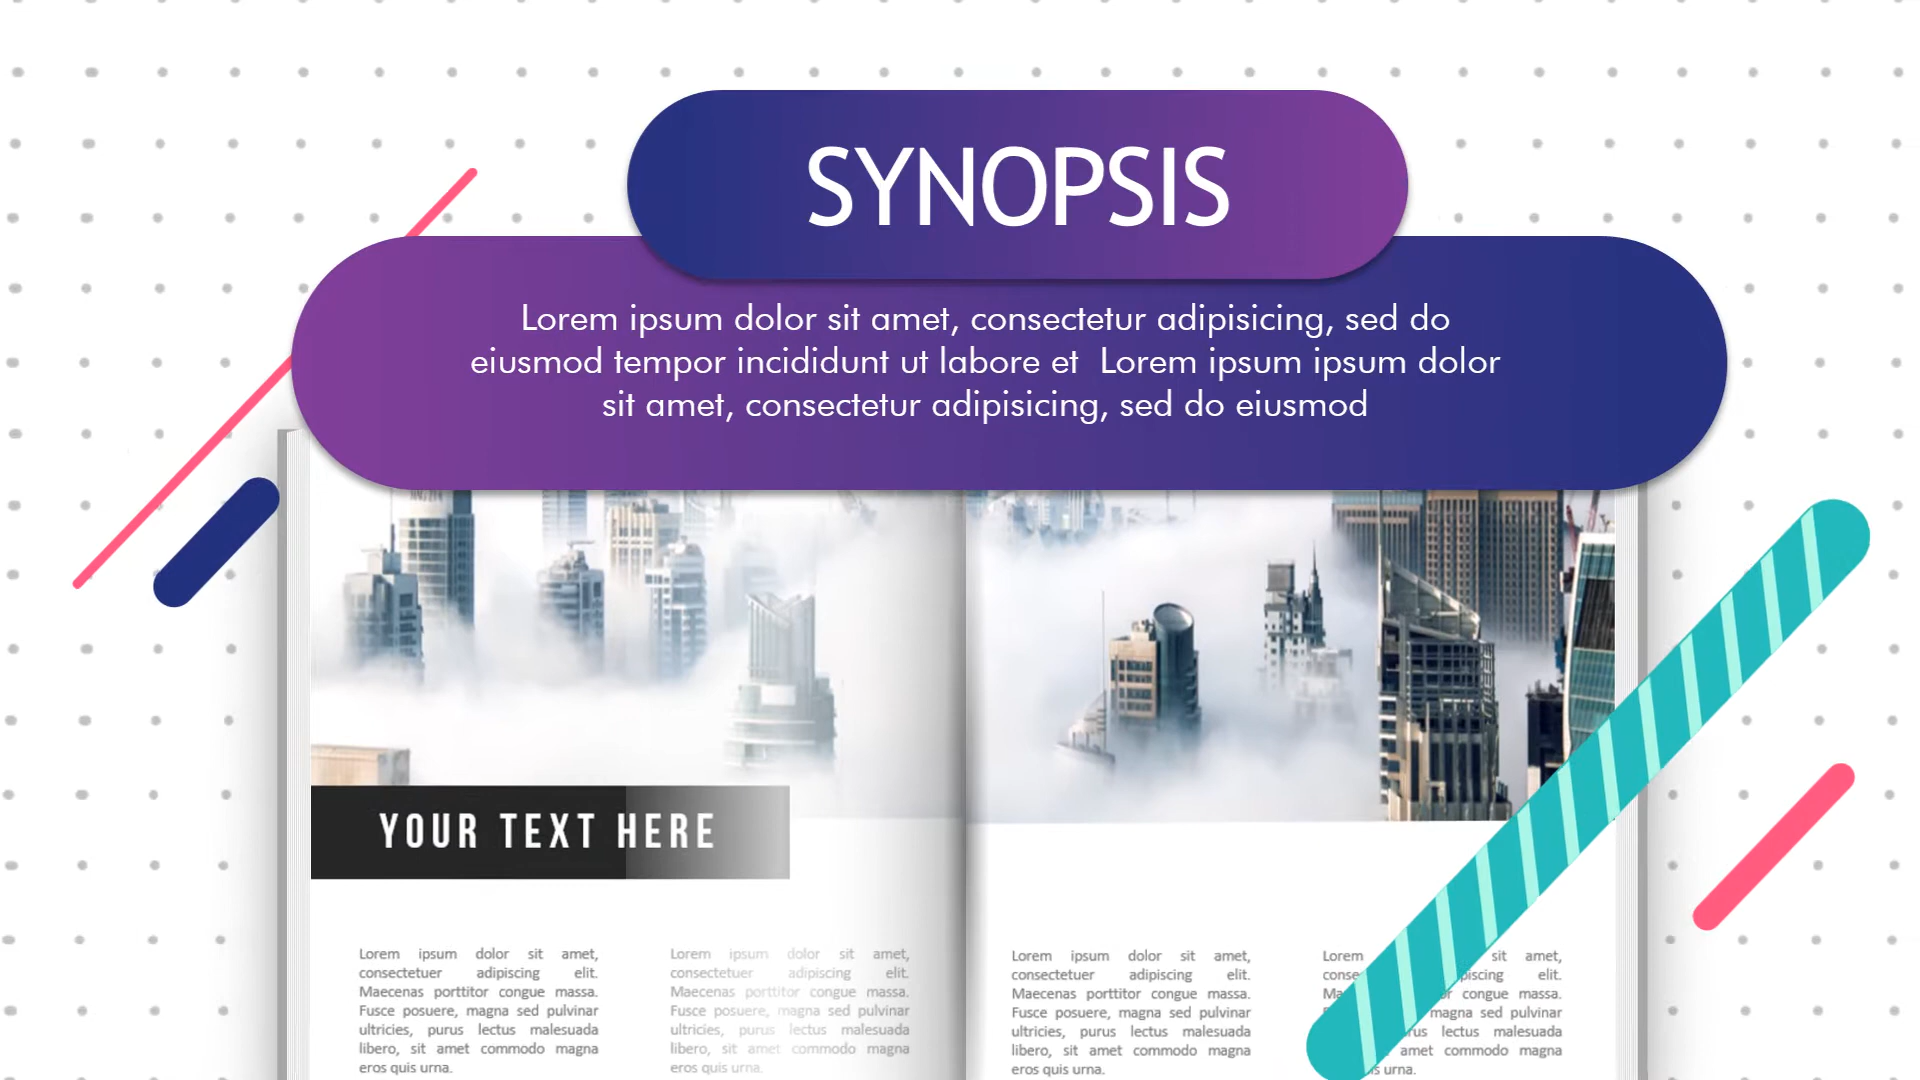 SYNOPSIS
Lorem ipsum dolor sit amet, consectetur adipisicing, sed do
eiusmod tempor incididunt ut labore et  Lorem ipsum ipsum dolor
sit amet, consectetur adipisicing, sed do eiusmod
YOUR TEXT HERE
Lorem ipsum dolor sit amet,
consectetuer adipiscing elit.
Maecenas porttitor congue massa.
Fusce posuere, magna sed pulvinar
ultricies, purus lectus malesuada
libero, sit amet commodo magna
eros quis urna.
Lorem ipsum dolor sit amet,
consectetuer adipiscing elit.
Maecenas porttitor congue massa.
Fusce posuere, magna sed pulvinar
ultricies, purus lectus malesuada
libero, sit amet commodo magna
eros quis urna.
Lorem ipsum dolor sit amet,
consectetuer adipiscing elit.
Maecenas porttitor congue massa.
Fusce posuere, magna sed pulvinar
ultricies, purus lectus malesuada
libero, sit amet commodo magna
eros quis urna.
Lorem sit amet,
elit.
congue massa.
magna sed pulvinar
lectus malesuada
amet commodo magna
urna.